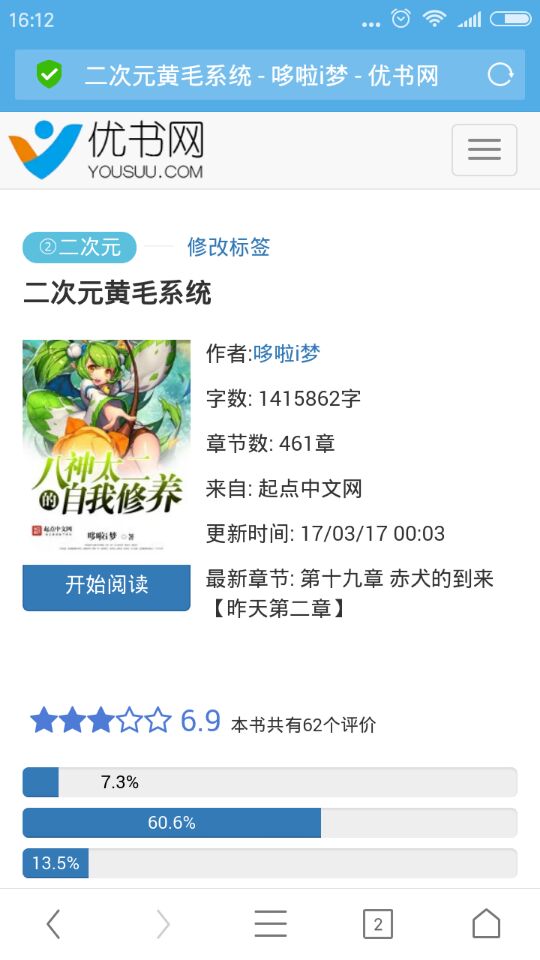 16:12
二次元黄毛系统 - 哆啦i梦 - 优书网
优书网
YOUSUU.COM
②二次元
修改标签
二次元黄毛系统
八神太二
的自我修养
起点中文网
哆啦i梦 著
开始阅读
作者:哆啦i梦
字数: 1415862字
章节数: 461章
来自: 起点中文网
更新时间: 17/03/17 00:03
最新章节: 第十九章 赤犬的到来
【昨天第二章】
6.9 本书共有62个评价
7.3%
60.6%
13.5%
2